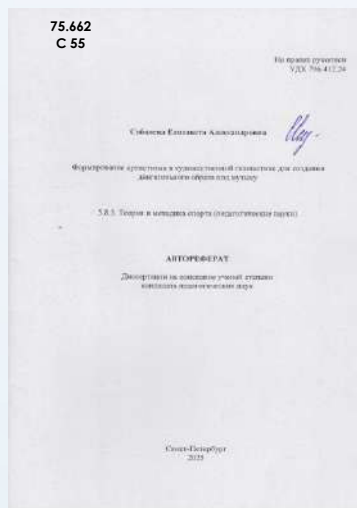 75.662
С 55
На правах рукописи
УДК 796.412.24
Елизавета Александровна
Формирование артистизма в художественной гимнастике для создания
двигательного образа под музыку
5.8.5. Теория и методика спорта (педагогические науки)
АВТОРЕФЕРАТ
Диссертации на соискание ученой степени
кандидата педагогических наук
Санкт-Петербург
2025